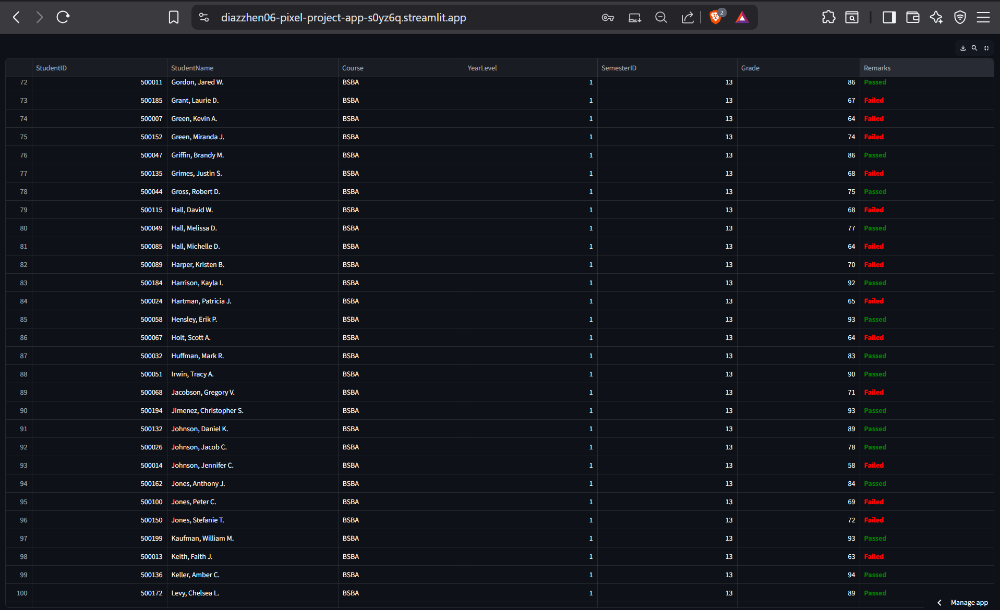 diazzhen06-pixel-project-app-s0yz6q.streamlit.app 2
StudentID StudentName Course YearLevel SemesterID Grade Remarks
72 500011 Gordon, Jared W. BSBA 1 13 86 Passed
73 500185 Grant, Laurie D. BSBA 1 13 67 Failed
74 500007 Green, Kevin A. BSBA 1 13 64 Failed
75 500152 Green, Miranda J. BSBA 1 13 74 Failed
76 500047 Griffin, Brandy M. BSBA 1 13 86 Passed
77 500135 Grimes, Justin S. BSBA 1 13 68 Failed
78 500044 Gross, Robert D. BSBA 1 13 75 Passed
79 500115 Hall, David W. BSBA 1 13 68 Failed
80 500049 Hall, Melissa D. BSBA 1 13 77 Passed
81 500085 Hall, Michelle D. BSBA 1 13 64 Failed
82 500089 Harper, Kristen B. BSBA 1 13 70 Failed
83 500184 Harrison, Kayla I. BSBA 1 13 92 Passed
84 500024 Hartman, Patricia J. BSBA 1 13 65 Failed
85 500058 Hensley, Erik P. BSBA 1 13 93 Passed
86 500067 Holt, Scott A. BSBA 1 13 64 Failed
87 500032 Huffman, Mark R. BSBA 1 13 83 Passed
88 500051 Irwin, Tracy A. BSBA 1 13 90 Passed
89 500068 Jacobson, Gregory V. BSBA 1 13 71 Failed
90 500194 Jimenez, Christopher S. BSBA 1 13 93 Passed
91 500132 Johnson, Daniel K. BSBA 1 13 89 Passed
92 500026 Johnson, Jacob C. BSBA 1 13 78 Passed
93 500014 Johnson, Jennifer C. BSBA 1 13 58 Failed
94 500162 Jones, Anthony J. BSBA 1 13 84 Passed
95 500100 Jones, Peter C. BSBA 1 13 69 Failed
96 500150 Jones, Stefanie T. BSBA 1 13 72 Failed
97 500199 Kaufman, William M. BSBA 1 13 93 Passed
98 500013 Keith, Faith J. BSBA 1 13 63 Failed
99 500136 Keller, Amber C. BSBA 1 13 94 Passed
100 500172 Levy, Chelsea L. BSBA 1 13 89 Passed
Manage app